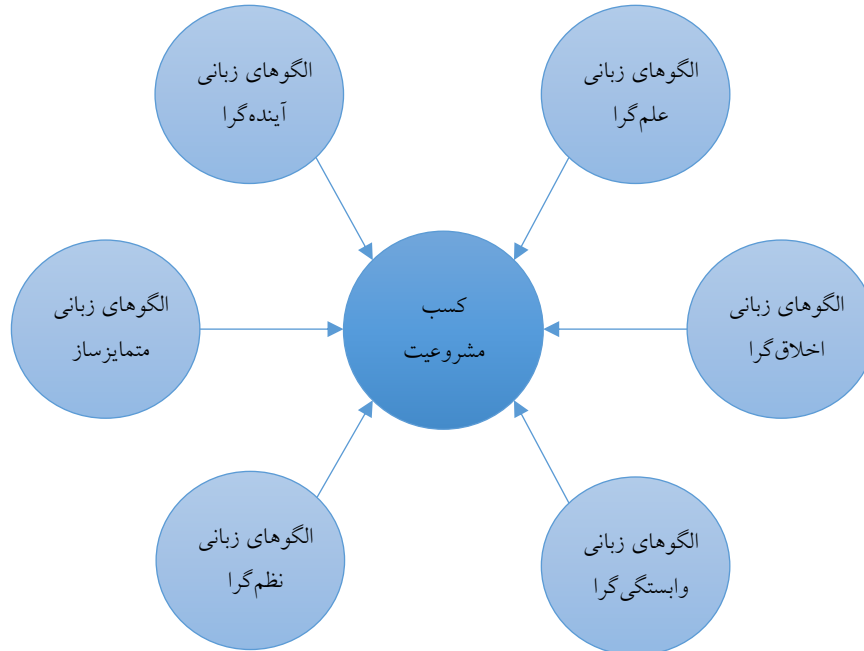 الگوهای زبانی
علم‌گرا
الگوهای زبانی
آینده‌گرا
الگوهای زبانی
اخلاق‌گرا
کسب
مشروعیت
الگوهای زبانی
متمایزساز
الگوهای زبانی
وابستگی‌گرا
الگوهای زبانی
نظم‌گرا